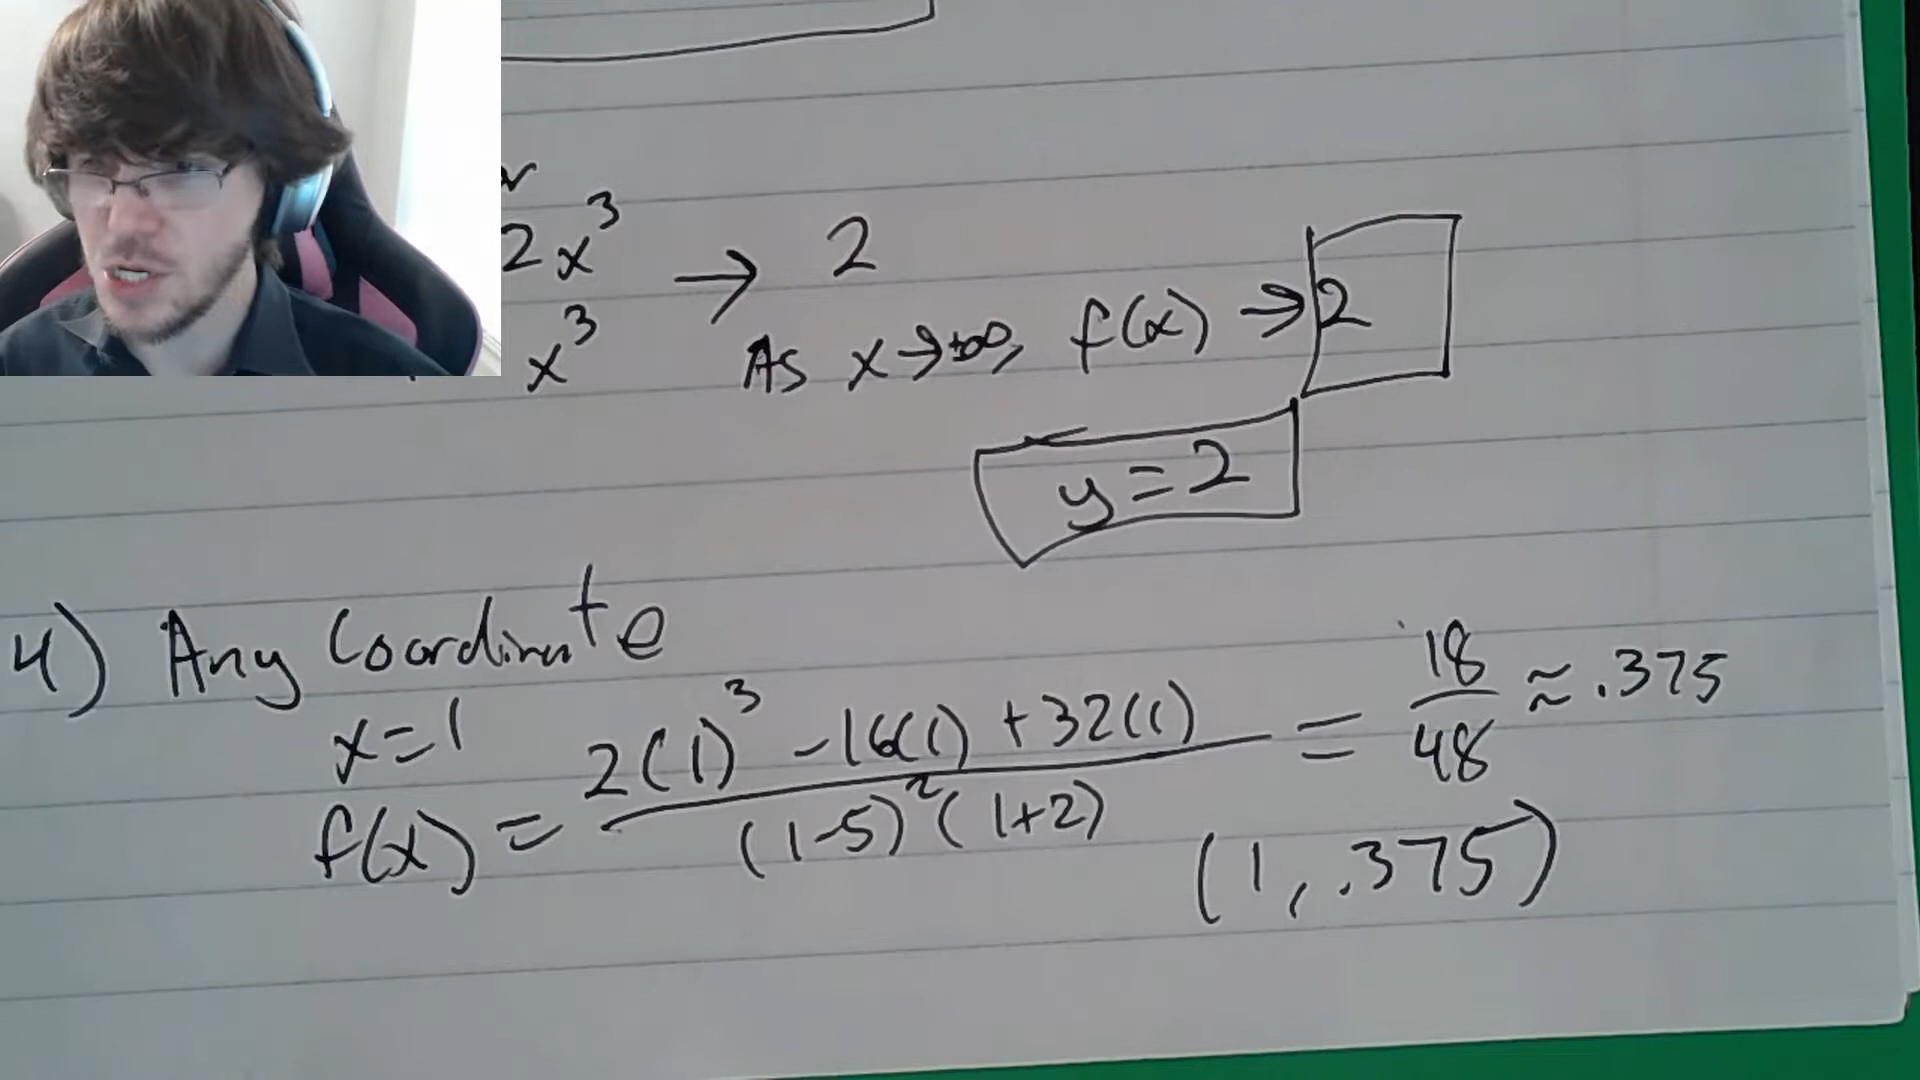 2x³ → 2
x³
As x→±∞, f(x) → 2
y = 2
4) Any Coordinate
x = 1
f(x) = (2(1)³ - 16(1) + 32(1)) / ((1-5)² (1+2)) = 18/48 ≈ .375
(1, .375)